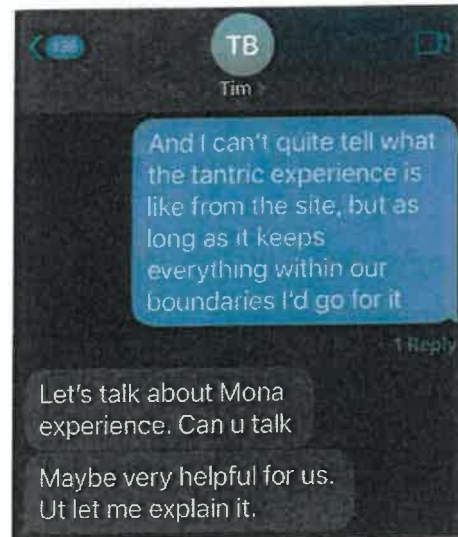 138
TB
Tim >
And I can't quite tell what
the tantric experience is
like from the site, but as
long as it keeps
everything within our
boundaries I'd go for it
1 Reply
Let's talk about Mona
experience. Can u talk
Maybe very helpful for us.
Ut let me explain it.